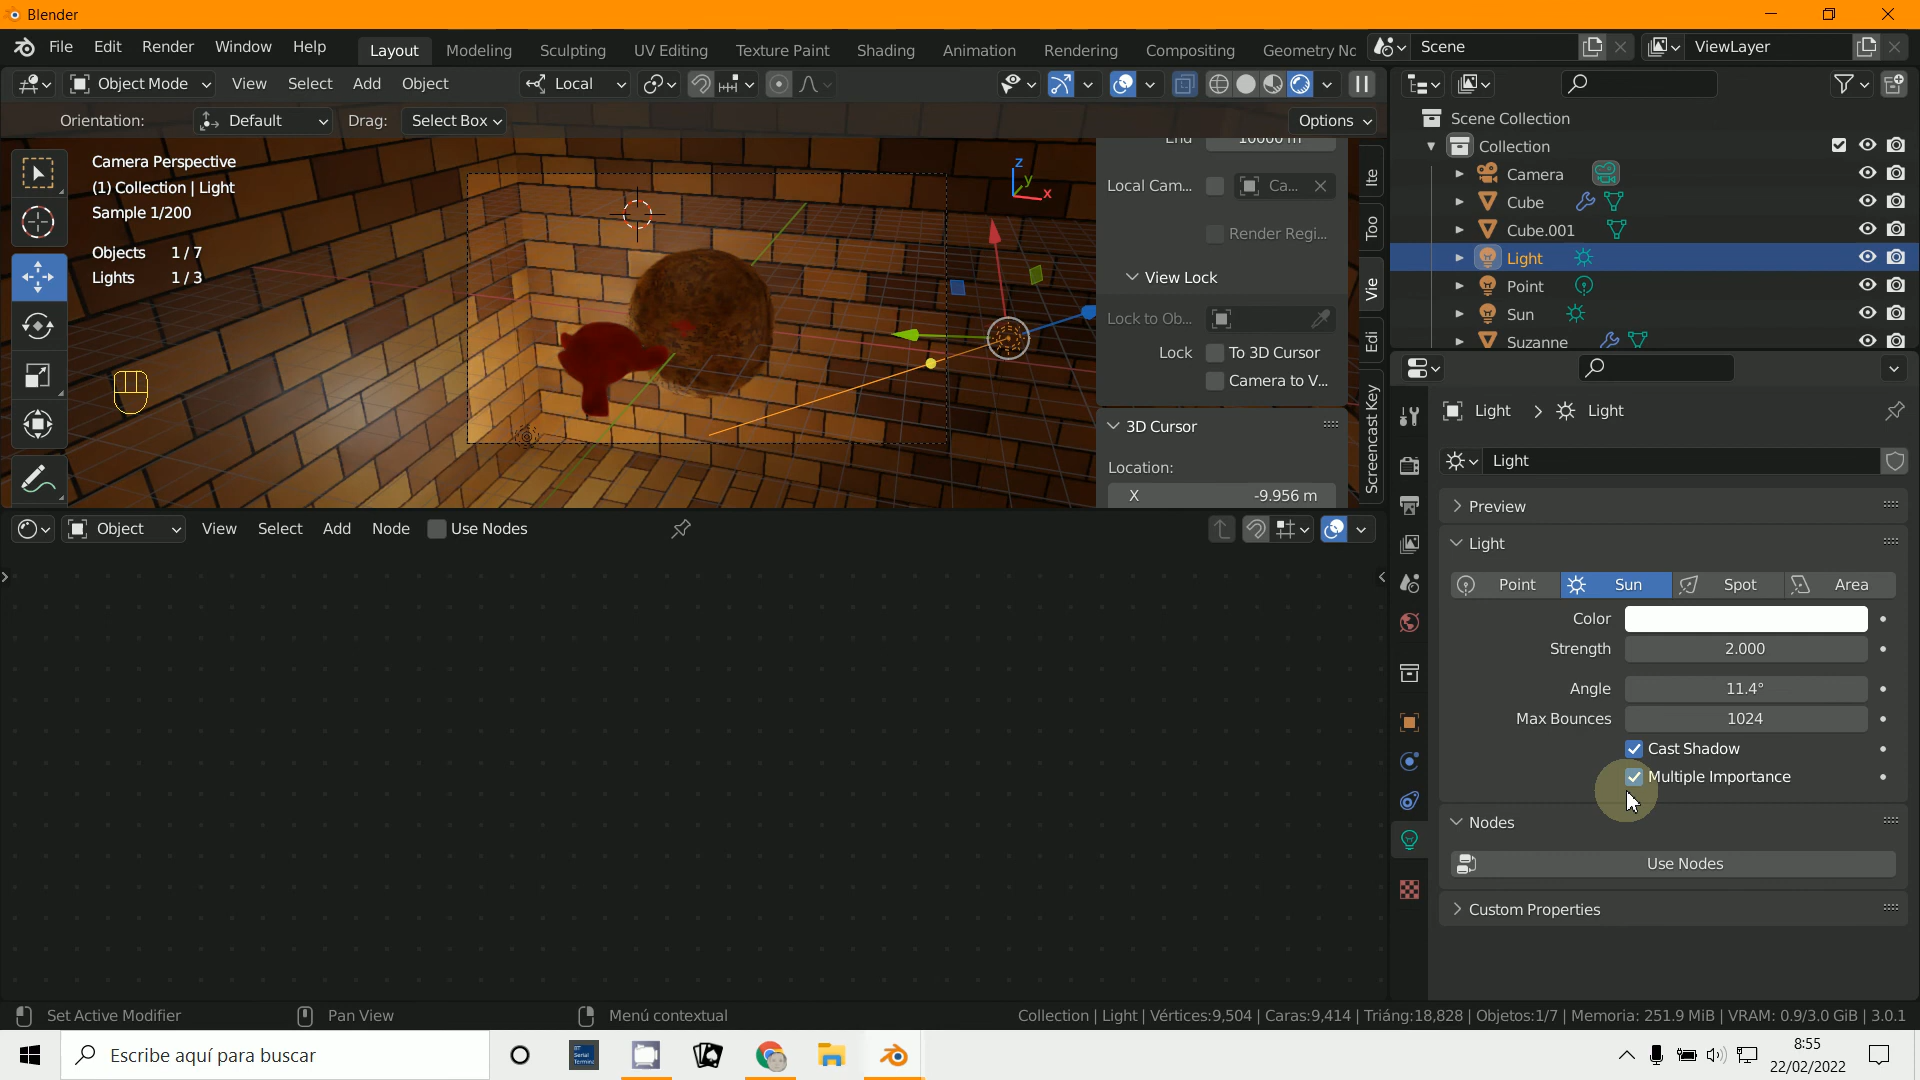 Blender
File Edit Render Window Help Layout Modeling Sculpting UV Editing Texture Paint Shading Animation Rendering Compositing Geometry Nc Scene ViewLayer
Object Mode View Select Add Object Local
Orientation: Default Drag: Select Box Options
Camera Perspective
(1) Collection | Light
Sample 1/200
Objects 1/7
Lights 1/3
Z
Y
X
End 10000 m
Local Cam... Ca...
Render Regi...
View Lock
Lock to Ob...
Lock To 3D Cursor
Camera to V...
3D Cursor
Location:
X -9.956 m
Ite
Too
Vie
Edi
Screencast Key
Scene Collection
Collection
Camera
Cube
Cube.001
Light
Point
Sun
Suzanne
Light > Light
Light
Preview
Light
Point Sun Spot Area
Color
Strength 2.000
Angle 11.4°
Max Bounces 1024
Cast Shadow
Multiple Importance
Nodes
Use Nodes
Custom Properties
Object View Select Add Node Use Nodes
Set Active Modifier Pan View Menú contextual Collection | Light | Vértices:9,504 | Caras:9,414 | Triáng:18,828 | Objetos:1/7 | Memoria: 251.9 MiB | VRAM: 0.9/3.0 GiB | 3.0.1
Escribe aquí para buscar
8:55
22/02/2022